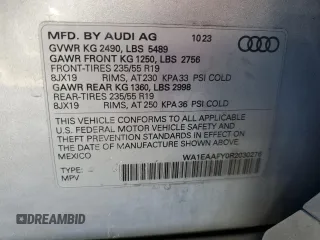 MFD. BY AUDI AG 10 23
GVWR KG 2490, LBS 5489
GAWR FRONT KG 1250, LBS 2756
FRONT-TIRES 235/55 R19
8JX19 RIMS, AT 230 KPA 33 PSI COLD
GAWR REAR KG 1360, LBS 2998
REAR-TIRES 235/55 R19
8JX19 RIMS, AT 250 KPA 36 PSI COLD
THIS VEHICLE CONFORMS TO ALL APPLICABLE
U.S. FEDERAL MOTOR VEHICLE SAFETY
STANDARDS IN EFFECT ON THE
DATE OF MANUFACTURE SHOWN ABOVE.
MEXICO
TYPE:
MPV
DREAMBID